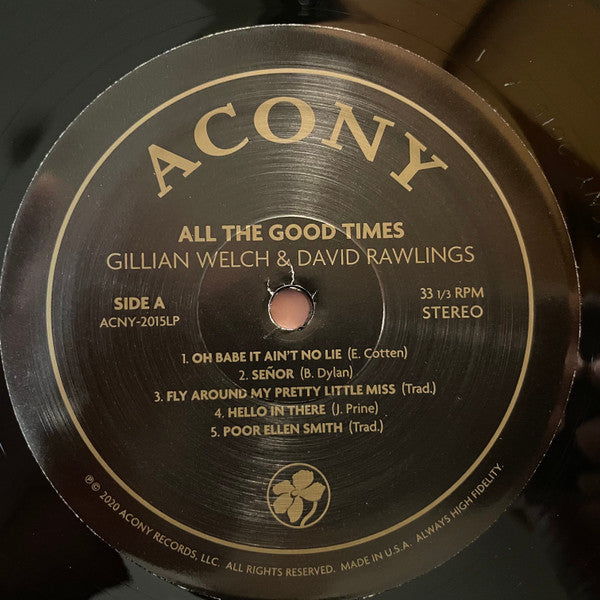 ACONY
ALL THE GOOD TIMES
GILLIAN WELCH & DAVID RAWLINGS
SIDE A
ACNY-2015LP
33 1/3 RPM
STEREO
1. OH BABE IT AIN'T NO LIE (E. Cotten)
2. SEÑOR (B. Dylan)
3. FLY AROUND MY PRETTY LITTLE MISS (Trad.)
4. HELLO IN THERE (J. Prine)
5. POOR ELLEN SMITH (Trad.)
℗ © 2020 ACONY RECORDS, LLC. ALL RIGHTS RESERVED. MADE IN U.S.A. ALWAYS HIGH FIDELITY.